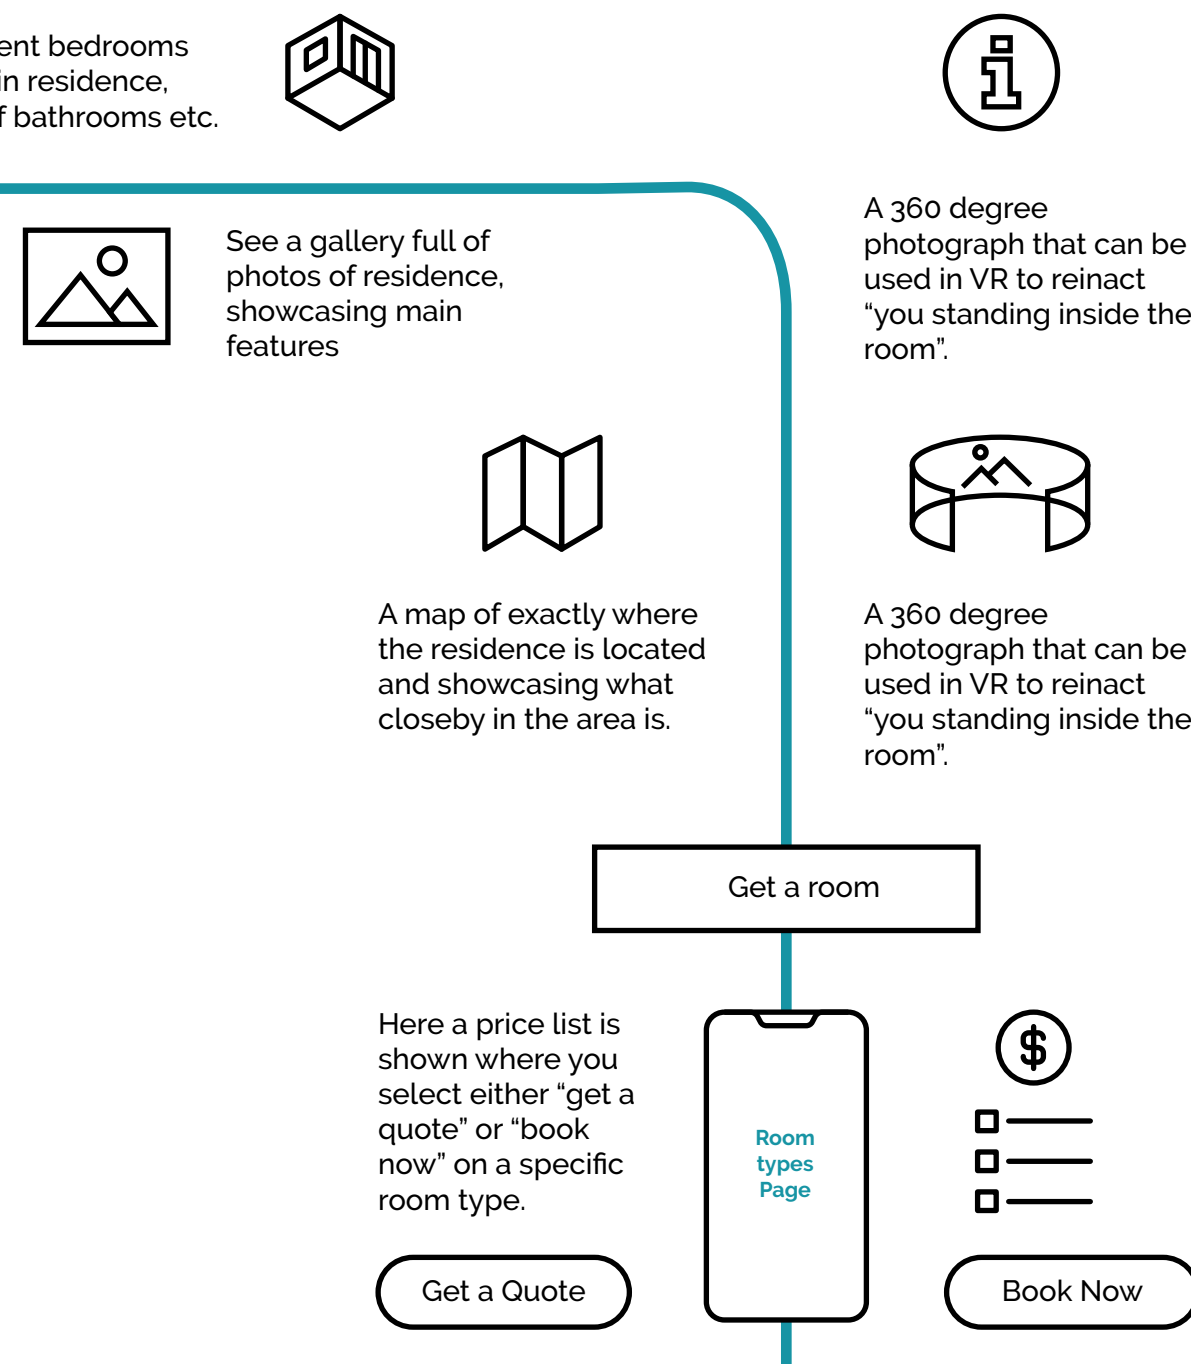 ent bedrooms
in residence,
f bathrooms etc.
See a gallery full of
photos of residence,
showcasing main
features
A 360 degree
photograph that can be
used in VR to reinact
“you standing inside the
room”.
A map of exactly where
the residence is located
and showcasing what
closeby in the area is.
A 360 degree
photograph that can be
used in VR to reinact
“you standing inside the
room”.
Get a room
Here a price list is
shown where you
select either “get a
quote” or “book
now” on a specific
room type.
Room
types
Page
$
Get a Quote
Book Now